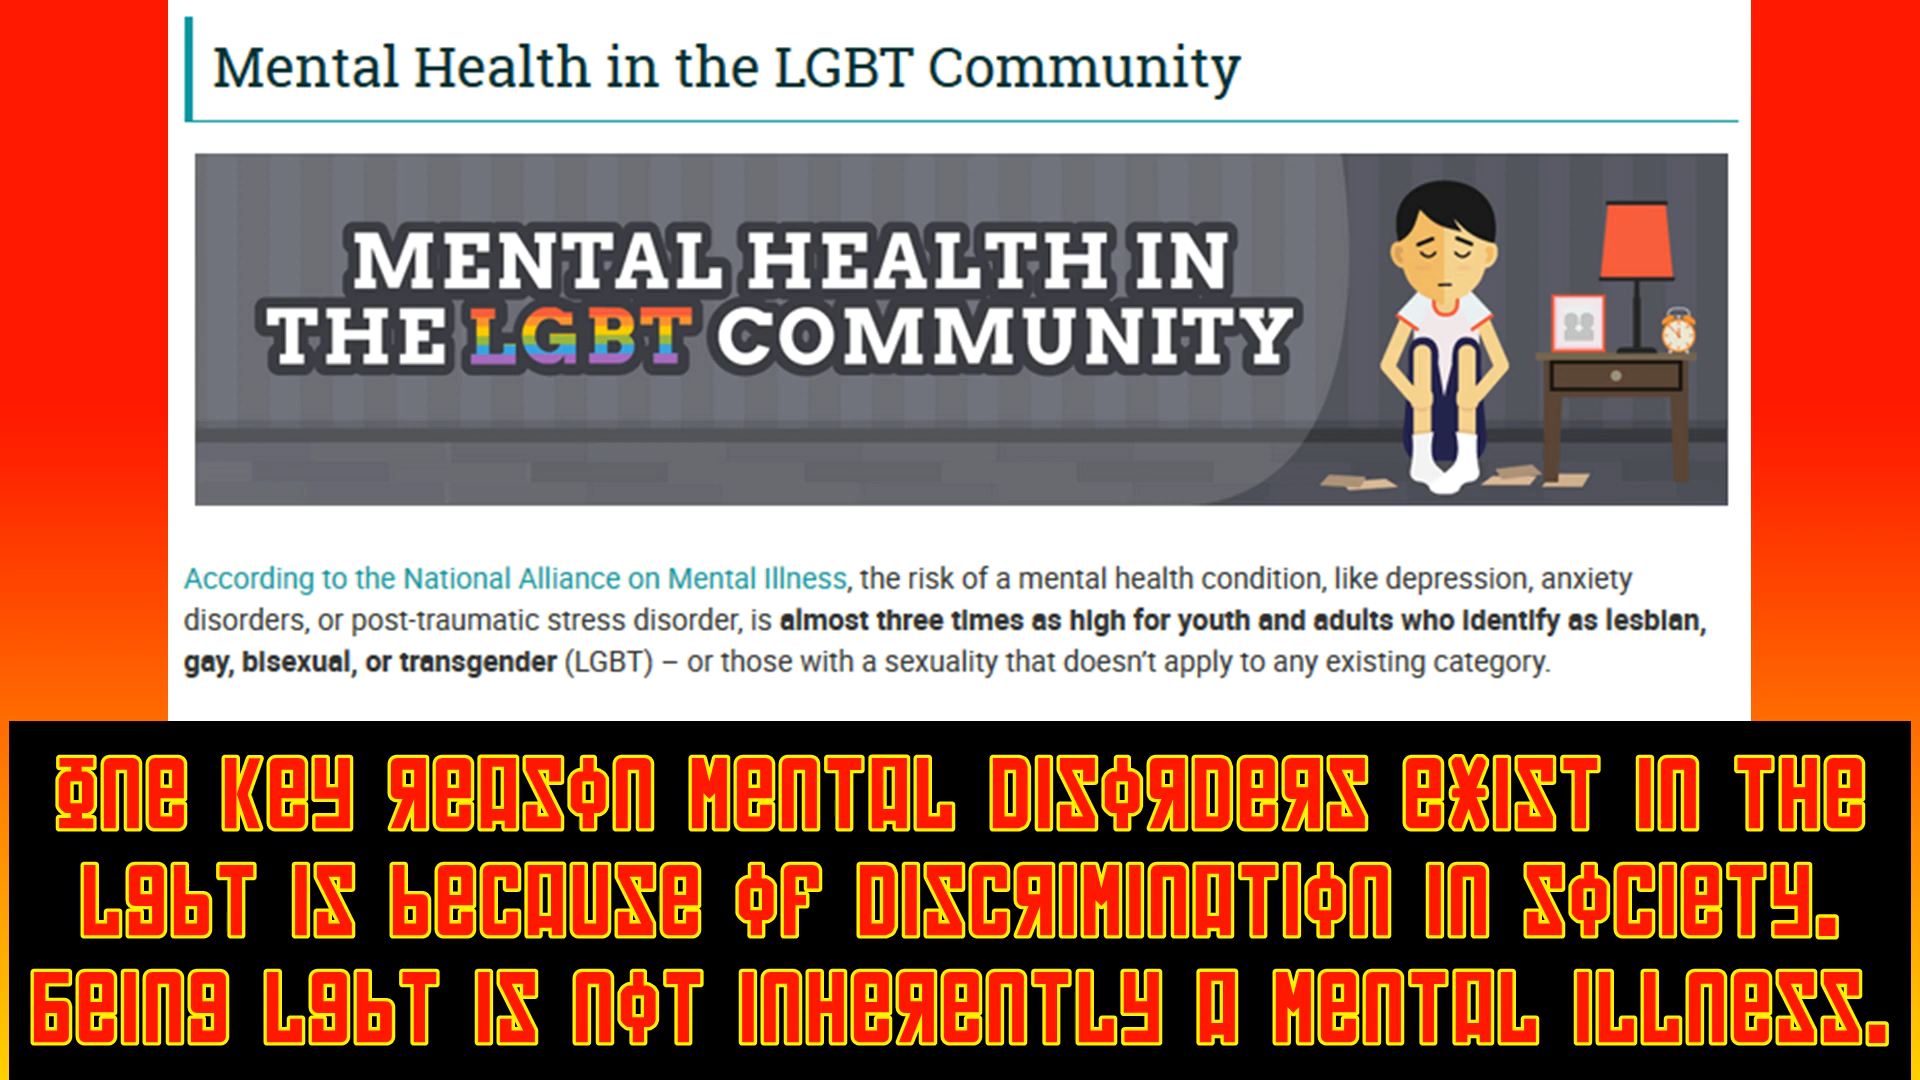 Mental Health in the LGBT Community
MENTAL HEALTH IN
THE LGBT COMMUNITY
According to the National Alliance on Mental Illness, the risk of a mental health condition, like depression, anxiety
disorders, or post-traumatic stress disorder, is almost three times as high for youth and adults who identify as lesbian,
gay, bisexual, or transgender (LGBT) – or those with a sexuality that doesn't apply to any existing category.
One key reason mental disorders exist in the
LGBT is because of discrimination in society.
Being LGBT is not inherently a mental illness.